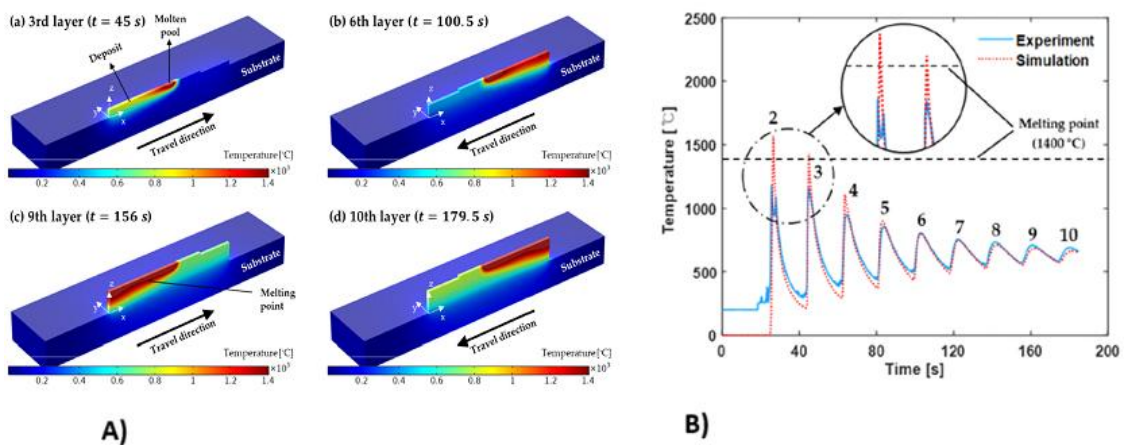 (a) 3rd layer (t = 45 s)
Molten
pool
Deposit
Substrate
z
y
x
Travel direction
Temperature [℃]
0.2 0.4 0.6 0.8 1 1.2 1.4
×10³
(b) 6th layer (t = 100.5 s)
Substrate
z
y
x
Travel direction
Temperature [℃]
0.2 0.4 0.6 0.8 1 1.2 1.4
×10³
(c) 9th layer (t = 156 s)
Substrate
z
y
x
Melting
point
Travel direction
Temperature [℃]
0.2 0.4 0.6 0.8 1 1.2 1.4
×10³
(d) 10th layer (t = 179.5 s)
Substrate
z
y
x
Travel direction
Temperature [℃]
0.2 0.4 0.6 0.8 1 1.2 1.4
×10³
A)
Temperature [℃]
2500
2000
1500
1000
500
0
Experiment
Simulation
Melting point
(1400 °C)
2
3
4
5
6
7
8
9
10
0 40 80 120 160 200
Time [s]
B)